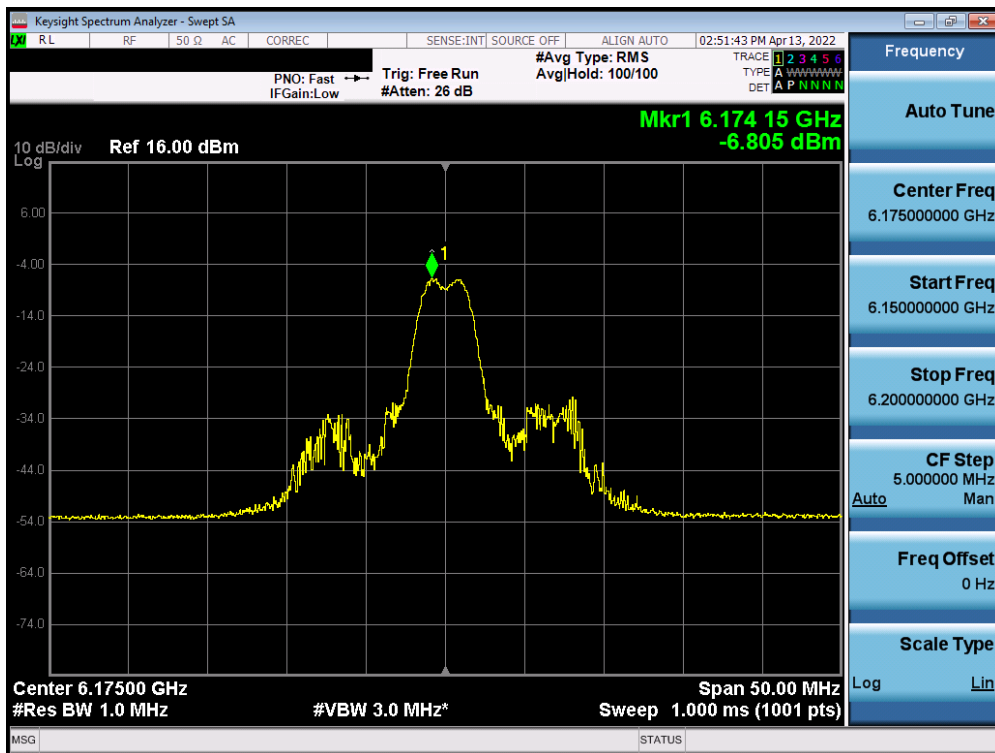 Keysight Spectrum Analyzer - Swept SA
LXI RL RF 50 Ω AC CORREC SENSE:INT SOURCE OFF ALIGN AUTO 02:51:43 PM Apr 13, 2022
PNO: Fast Trig: Free Run #Avg Type: RMS TRACE 1 2 3 4 5 6
IFGain:Low #Atten: 26 dB Avg|Hold: 100/100 TYPE A WWWWW
DET A P N N N N
Mkr1 6.174 15 GHz
-6.805 dBm
10 dB/div Ref 16.00 dBm
Log
6.00
1
-4.00
-14.0
-24.0
-34.0
-44.0
-54.0
-64.0
-74.0
Center 6.17500 GHz Span 50.00 MHz
#Res BW 1.0 MHz #VBW 3.0 MHz* Sweep 1.000 ms (1001 pts)
MSG STATUS
Frequency
Auto Tune
Center Freq
6.175000000 GHz
Start Freq
6.150000000 GHz
Stop Freq
6.200000000 GHz
CF Step
5.000000 MHz
Auto Man
Freq Offset
0 Hz
Scale Type
Log Lin